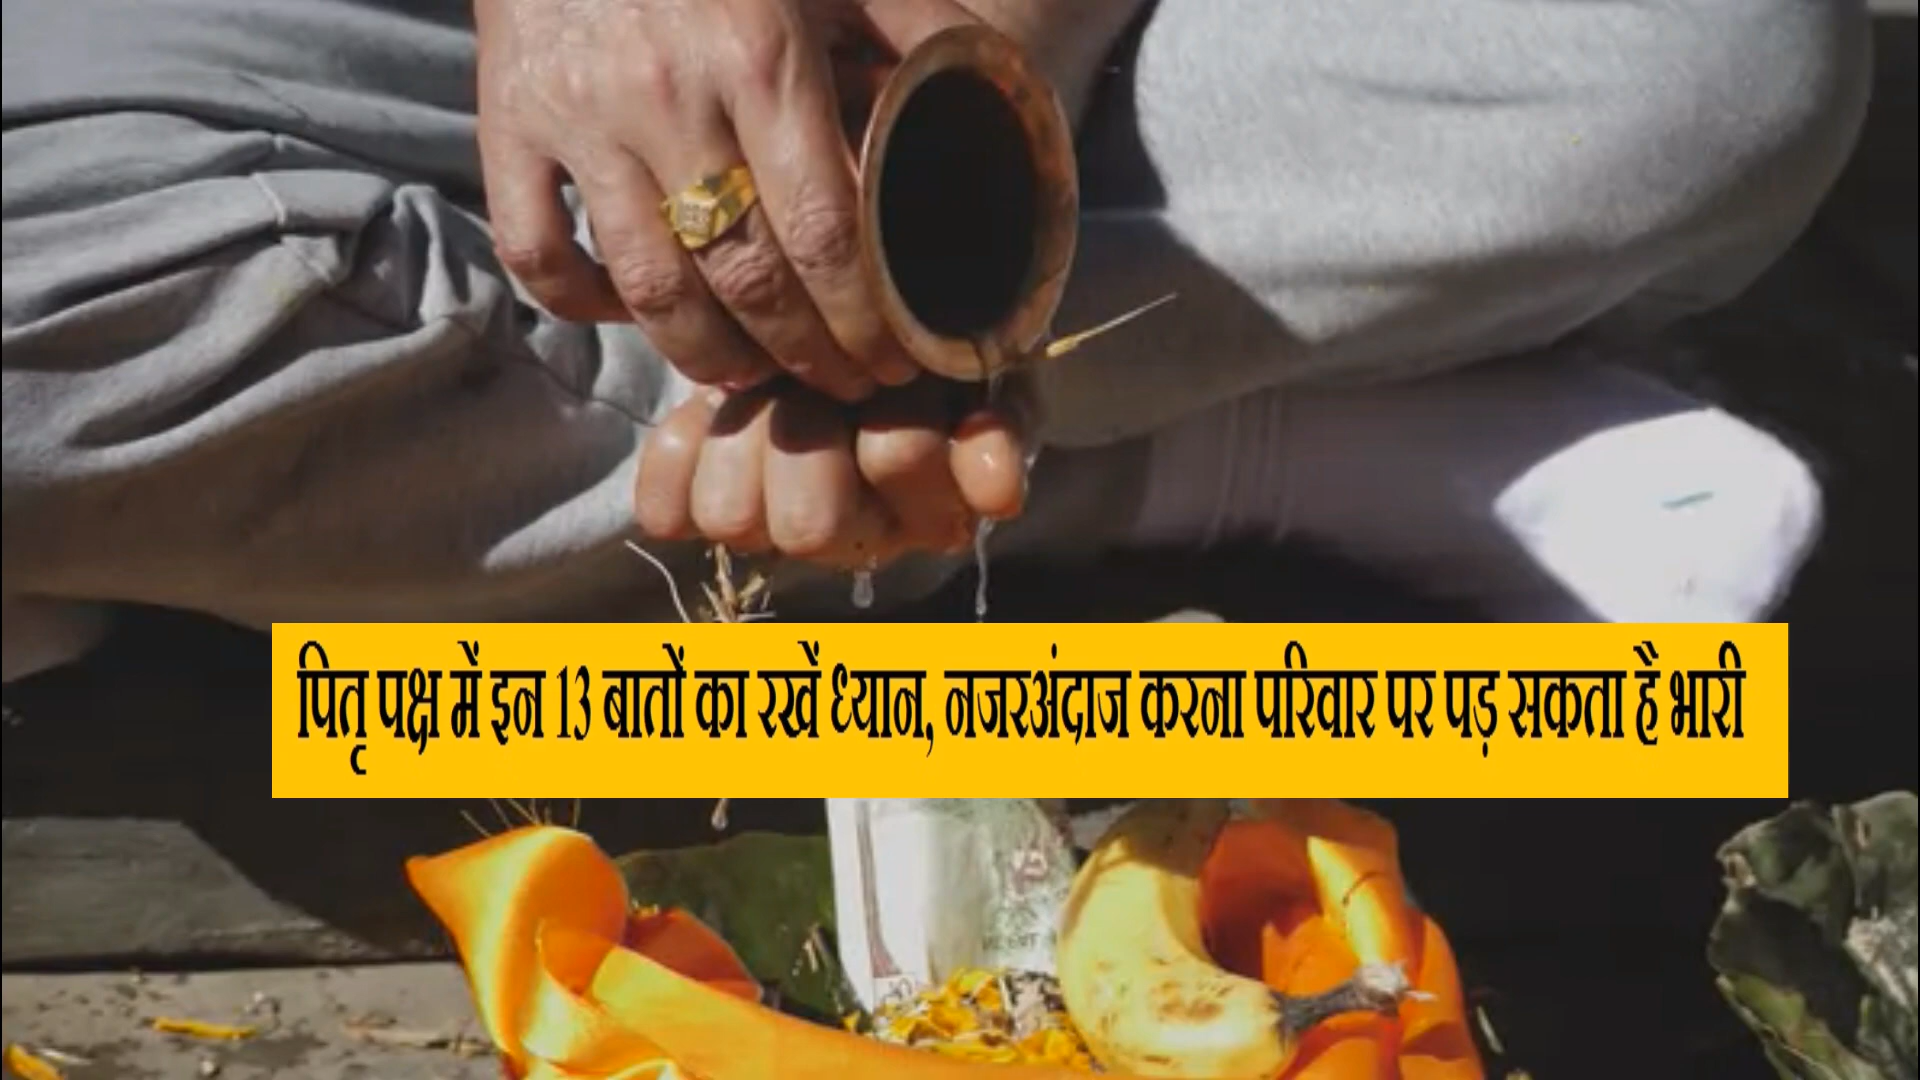 पितृ पक्ष में इन 13 बातों का रखें ध्यान, नजरअंदाज करना परिवार पर पड़ सकता है भारी